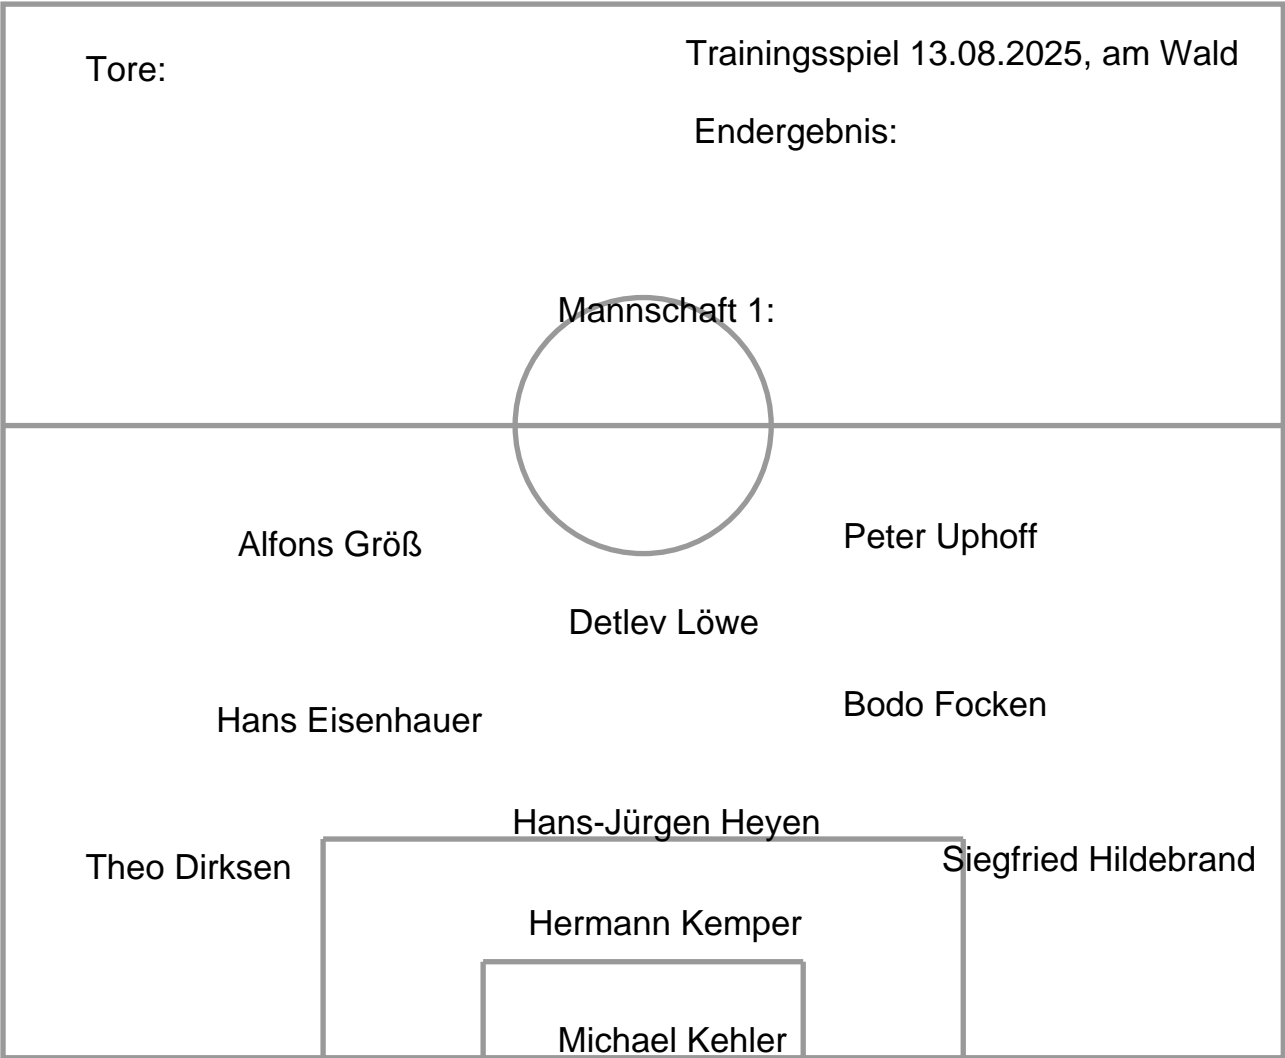 Tore:
Trainingsspiel 13.08.2025, am Wald
Endergebnis:
Mannschaft 1:
Alfons Größ
Peter Uphoff
Detlev Löwe
Hans Eisenhauer
Bodo Focken
Hans-Jürgen Heyen
Theo Dirksen
Siegfried Hildebrand
Hermann Kemper
Michael Kehler